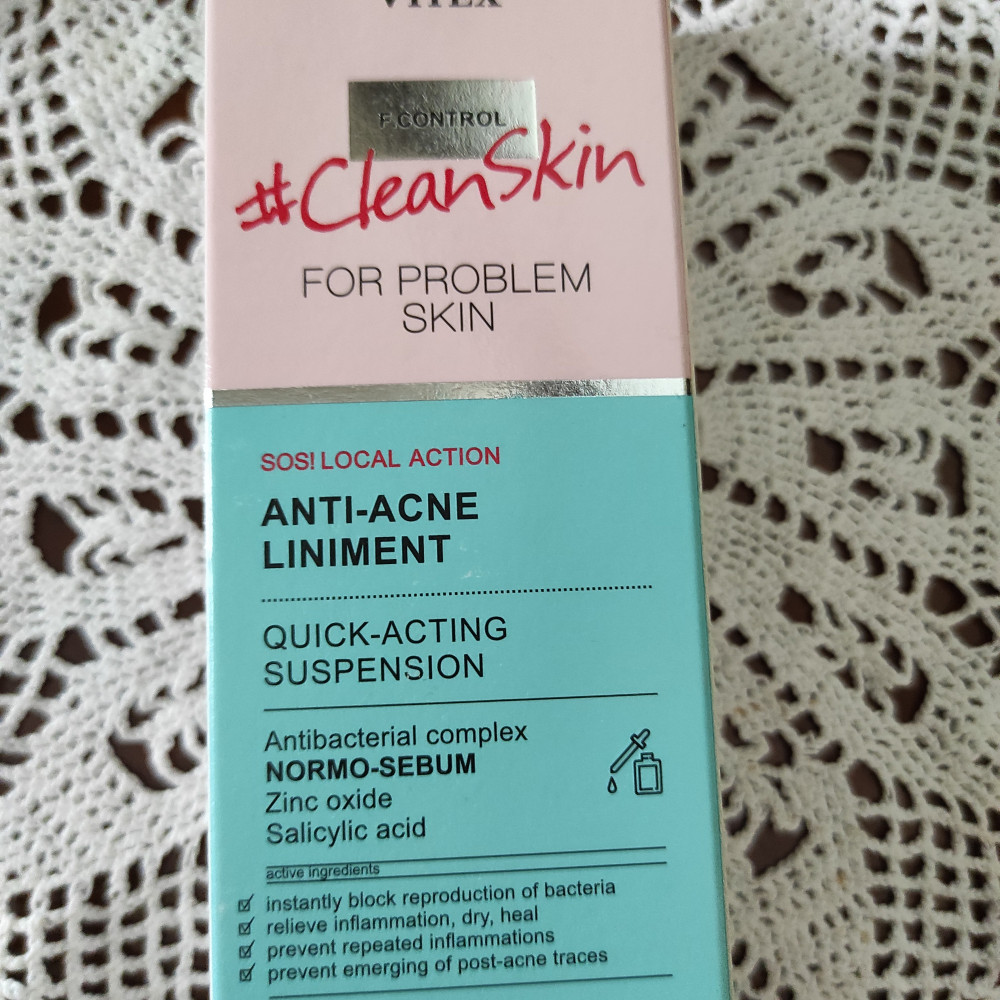 VITEX
F.CONTROL
#CleanSkin
FOR PROBLEM
SKIN
SOS! LOCAL ACTION
ANTI-ACNE
LINIMENT
QUICK-ACTING
SUSPENSION
Antibacterial complex
NORMO-SEBUM
Zinc oxide
Salicylic acid
active ingredients
instantly block reproduction of bacteria
relieve inflammation, dry, heal
prevent repeated inflammations
prevent emerging of post-acne traces